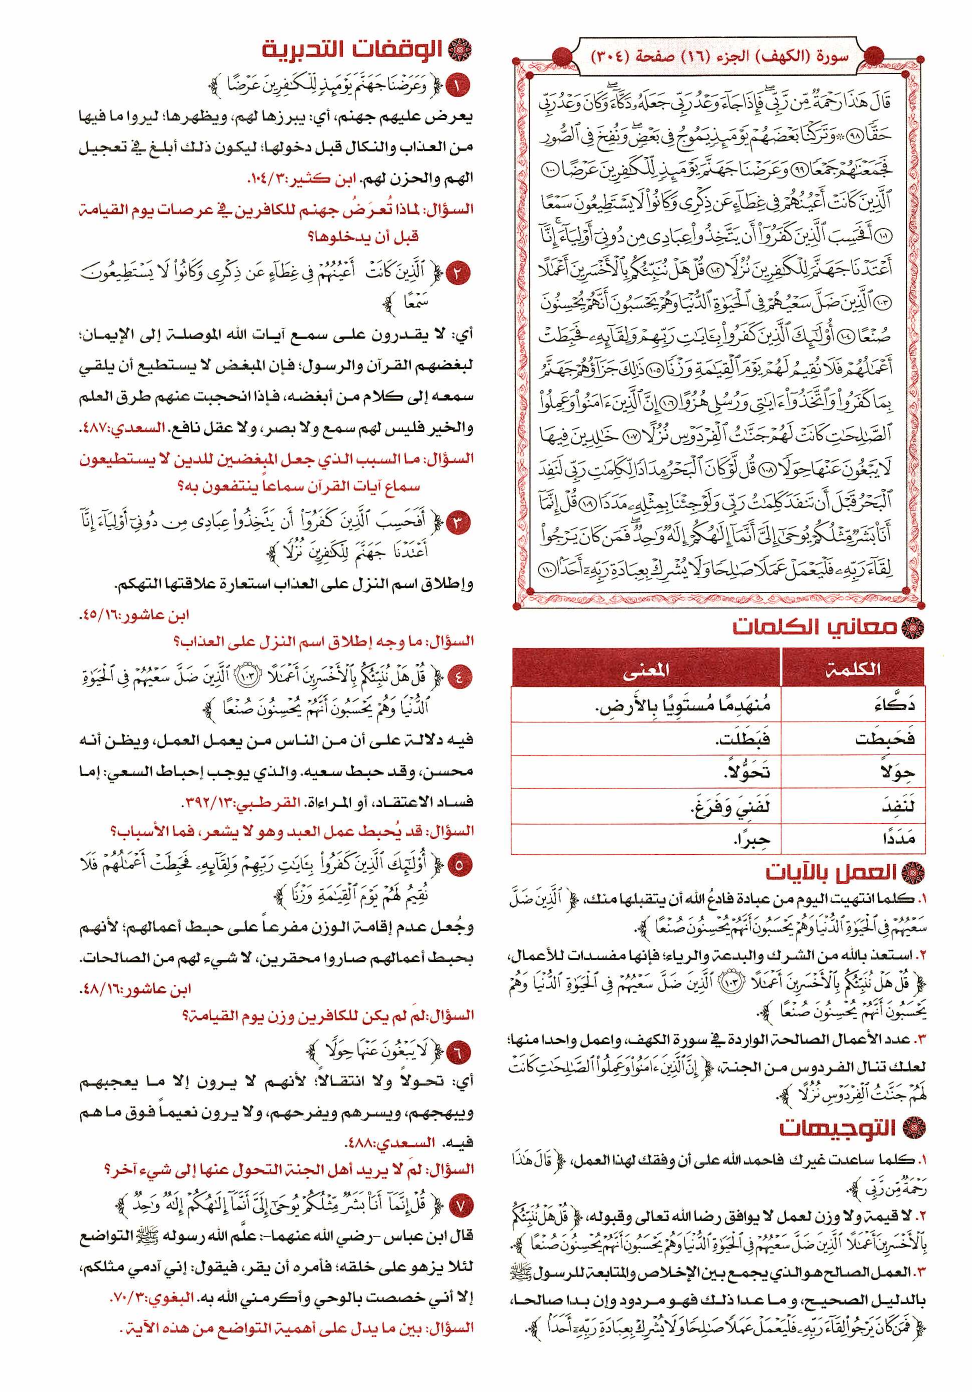 سورة (الكهف) الجزء (١٦) صفحة (٣٠٤)
قَالَ هَٰذَا رَحْمَةٌ مِّن رَّبِّي ۖ فَإِذَا جَاءَ وَعْدُ رَبِّي جَعَلَهُ دَكَّاءَ ۖ وَكَانَ وَعْدُ رَبِّي
حَقًّا ٩٨ ۞ وَتَرَكْنَا بَعْضَهُمْ يَوْمَئِذٍ يَمُوجُ فِي بَعْضٍ ۖ وَنُفِخَ فِي الصُّورِ
فَجَمَعْنَاهُمْ جَمْعًا ٩٩ وَعَرَضْنَا جَهَنَّمَ يَوْمَئِذٍ لِّلْكَافِرِينَ عَرْضًا ١٠٠
الَّذِينَ كَانَتْ أَعْيُنُهُمْ فِي غِطَاءٍ عَن ذِكْرِي وَكَانُوا لَا يَسْتَطِيعُونَ سَمْعًا
١٠١ أَفَحَسِبَ الَّذِينَ كَفَرُوا أَن يَتَّخِذُوا عِبَادِي مِن دُونِي أَوْلِيَاءَ ۚ إِنَّا
أَعْتَدْنَا جَهَنَّمَ لِلْكَافِرِينَ نُزُلًا ١٠٢ قُلْ هَلْ نُنَبِّئُكُم بِالْأَخْسَرِينَ أَعْمَالًا
١٠٣ الَّذِينَ ضَلَّ سَعْيُهُمْ فِي الْحَيَاةِ الدُّنْيَا وَهُمْ يَحْسَبُونَ أَنَّهُمْ يُحْسِنُونَ
صُنْعًا ١٠٤ أُولَٰئِكَ الَّذِينَ كَفَرُوا بِآيَاتِ رَبِّهِمْ وَلِقَائِهِ فَحَبِطَتْ
أَعْمَالُهُمْ فَلَا نُقِيمُ لَهُمْ يَوْمَ الْقِيَامَةِ وَزْنًا ١٠٥ ذَٰلِكَ جَزَاؤُهُمْ جَهَنَّمُ
بِمَا كَفَرُوا وَاتَّخَذُوا آيَاتِي وَرُسُلِي هُزُوًا ١٠٦ إِنَّ الَّذِينَ آمَنُوا وَعَمِلُوا
الصَّالِحَاتِ كَانَتْ لَهُمْ جَنَّاتُ الْفِرْدَوْسِ نُزُلًا ١٠٧ خَالِدِينَ فِيهَا
لَا يَبْغُونَ عَنْهَا حِوَلًا ١٠٨ قُل لَّوْ كَانَ الْبَحْرُ مِدَادًا لِّكَلِمَاتِ رَبِّي لَنَفِدَ
الْبَحْرُ قَبْلَ أَن تَنفَدَ كَلِمَاتُ رَبِّي وَلَوْ جِئْنَا بِمِثْلِهِ مَدَدًا ١٠٩ قُلْ إِنَّمَا
أَنَا بَشَرٌ مِّثْلُكُمْ يُوحَىٰ إِلَيَّ أَنَّمَا إِلَٰهُكُمْ إِلَٰهٌ وَاحِدٌ ۖ فَمَن كَانَ يَرْجُوا
لِقَاءَ رَبِّهِ فَلْيَعْمَلْ عَمَلًا صَالِحًا وَلَا يُشْرِكْ بِعِبَادَةِ رَبِّهِ أَحَدًا ١١٠
معاني الكلمات
الكلمة المعنى
دَكَّاءَ مُنهَدِمًا مُستَوِيًا بِالأَرضِ.
فَحَبِطَت فَبَطَلَت.
حِوَلاً تَحَوُّلاً.
لَنَفِدَ لَفَنِيَ وَفَرَغَ.
مَدَدًا حِبرًا.
العمل بالآيات
١. كلما انتهيت اليوم من عبادة فادعُ الله أن يتقبلها منك، ﴿ الَّذِينَ ضَلَّ
سَعْيُهُمْ فِي الْحَيَاةِ الدُّنْيَا وَهُمْ يَحْسَبُونَ أَنَّهُمْ يُحْسِنُونَ صُنْعًا ﴾.
٢. استعذ بالله من الشرك والبدعة والرياء؛ فإنها مفسدات للأعمال،
﴿ قُلْ هَلْ نُنَبِّئُكُم بِالْأَخْسَرِينَ أَعْمَالًا ١٠٣ الَّذِينَ ضَلَّ سَعْيُهُمْ فِي الْحَيَاةِ الدُّنْيَا وَهُمْ
يَحْسَبُونَ أَنَّهُمْ يُحْسِنُونَ صُنْعًا ﴾.
٣. عدد الأعمال الصالحة الواردة في سورة الكهف، واعمل واحدا منها؛
لعلك تنال الفردوس من الجنة، ﴿ إِنَّ الَّذِينَ آمَنُوا وَعَمِلُوا الصَّالِحَاتِ كَانَتْ
لَهُمْ جَنَّاتُ الْفِرْدَوْسِ نُزُلًا ﴾.
التوجيهات
١. كلما ساعدت غيرك فاحمد الله على أن وفقك لهذا العمل، ﴿ قَالَ هَٰذَا
رَحْمَةٌ مِّن رَّبِّي ﴾.
٢. لا قيمة ولا وزن لعمل لا يوافق رضا الله تعالى وقبوله، ﴿ قُلْ هَلْ نُنَبِّئُكُم
بِالْأَخْسَرِينَ أَعْمَالًا الَّذِينَ ضَلَّ سَعْيُهُمْ فِي الْحَيَاةِ الدُّنْيَا وَهُمْ يَحْسَبُونَ أَنَّهُمْ يُحْسِنُونَ صُنْعًا ﴾.
٣. العمل الصالح هو الذي يجمع بين الإخلاص والمتابعة للرسول ﷺ
بالدليل الصحيح، وما عدا ذلك فهو مردود وإن بدا صالحا،
﴿ فَمَن كَانَ يَرْجُوا لِقَاءَ رَبِّهِ فَلْيَعْمَلْ عَمَلًا صَالِحًا وَلَا يُشْرِكْ بِعِبَادَةِ رَبِّهِ أَحَدًا ﴾.
الوقفات التدبرية
١ ﴿ وَعَرَضْنَا جَهَنَّمَ يَوْمَئِذٍ لِّلْكَافِرِينَ عَرْضًا ﴾
يعرض عليهم جهنم، أي: يبرزها لهم، ويظهرها؛ ليروا ما فيها
من العذاب والنكال قبل دخولها؛ ليكون ذلك أبلغ في تعجيل
الهم والحزن لهم. ابن كثير:١٠٤/٣.
السؤال: لماذا تُعرَضُ جهنم للكافرين في عرصات يوم القيامة
قبل أن يدخلوها؟
٢ ﴿ الَّذِينَ كَانَتْ أَعْيُنُهُمْ فِي غِطَاءٍ عَن ذِكْرِي وَكَانُوا لَا يَسْتَطِيعُونَ
سَمْعًا ﴾
أي: لا يقدرون على سمع آيات الله الموصلة إلى الإيمان؛
لبغضهم القرآن والرسول؛ فإن المبغض لا يستطيع أن يلقي
سمعه إلى كلام من أبغضه، فإذا انحجبت عنهم طرق العلم
والخير فليس لهم سمع ولا بصر، ولا عقل نافع. السعدي:٤٨٧.
السؤال: ما السبب الذي جعل المبغضين للدين لا يستطيعون
سماع آيات القرآن سماعاً ينتفعون به؟
٣ ﴿ أَفَحَسِبَ الَّذِينَ كَفَرُوا أَن يَتَّخِذُوا عِبَادِي مِن دُونِي أَوْلِيَاءَ إِنَّا
أَعْتَدْنَا جَهَنَّمَ لِلْكَافِرِينَ نُزُلًا ﴾
وإطلاق اسم النزل على العذاب استعارة علاقتها التهكم.
ابن عاشور:٤٥/١٦.
السؤال: ما وجه إطلاق اسم النزل على العذاب؟
٤ ﴿ قُلْ هَلْ نُنَبِّئُكُم بِالْأَخْسَرِينَ أَعْمَالًا ١٠٣ الَّذِينَ ضَلَّ سَعْيُهُمْ فِي الْحَيَاةِ
الدُّنْيَا وَهُمْ يَحْسَبُونَ أَنَّهُمْ يُحْسِنُونَ صُنْعًا ﴾
فيه دلالة على أن من الناس من يعمل العمل، ويظن أنه
محسن، وقد حبط سعيه. والذي يوجب إحباط السعي: إما
فساد الاعتقاد، أو المراءاة. القرطبي:٣٩٢/١٣.
السؤال: قد يُحبط عمل العبد وهو لا يشعر، فما الأسباب؟
٥ ﴿ أُولَٰئِكَ الَّذِينَ كَفَرُوا بِآيَاتِ رَبِّهِمْ وَلِقَائِهِ فَحَبِطَتْ أَعْمَالُهُمْ فَلَا
نُقِيمُ لَهُمْ يَوْمَ الْقِيَامَةِ وَزْنًا ﴾
وجُعل عدم إقامة الوزن مفرعاً على حبط أعمالهم؛ لأنهم
بحبط أعمالهم صاروا محقرين، لا شيء لهم من الصالحات.
ابن عاشور:٤٨/١٦.
السؤال:لمَ لم يكن للكافرين وزن يوم القيامة؟
٦ ﴿ لَا يَبْغُونَ عَنْهَا حِوَلًا ﴾
أي: تحولاً ولا انتقالاً؛ لأنهم لا يرون إلا ما يعجبهم
ويبهجهم، ويسرهم ويفرحهم، ولا يرون نعيماً فوق ما هم
فيه. السعدي:٤٨٨.
السؤال: لمَ لا يريد أهل الجنة التحول عنها إلى شيء آخر؟
٧ ﴿ قُلْ إِنَّمَا أَنَا بَشَرٌ مِّثْلُكُمْ يُوحَىٰ إِلَيَّ أَنَّمَا إِلَٰهُكُمْ إِلَٰهٌ وَاحِدٌ ﴾
قال ابن عباس -رضي الله عنهما-: علَّم الله رسوله ﷺ التواضع
لئلا يزهو على خلقه؛ فأمره أن يقر، فيقول: إني آدمي مثلكم،
إلا أني خصصت بالوحي وأكرمني الله به. البغوي:٧٠/٣.
السؤال: بين ما يدل على أهمية التواضع من هذه الآية.